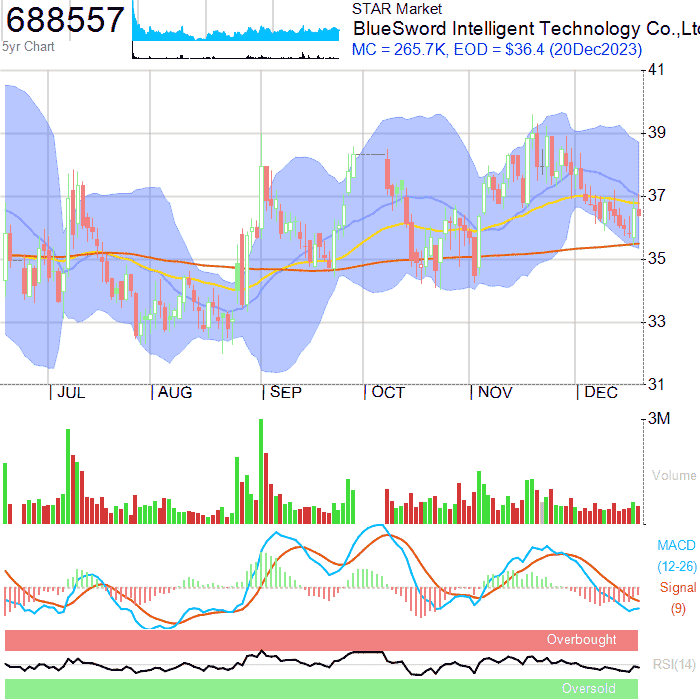 688557
5yr Chart
STAR Market
BlueSword Intelligent Technology Co.,Ltd
MC = 265.7K, EOD = $36.4 (20Dec2023)
41
39
37
35
33
31
JUL AUG SEP OCT NOV DEC
3M
Volume
MACD
(12-26)
Signal
(9)
Overbought
RSI(14)
Oversold